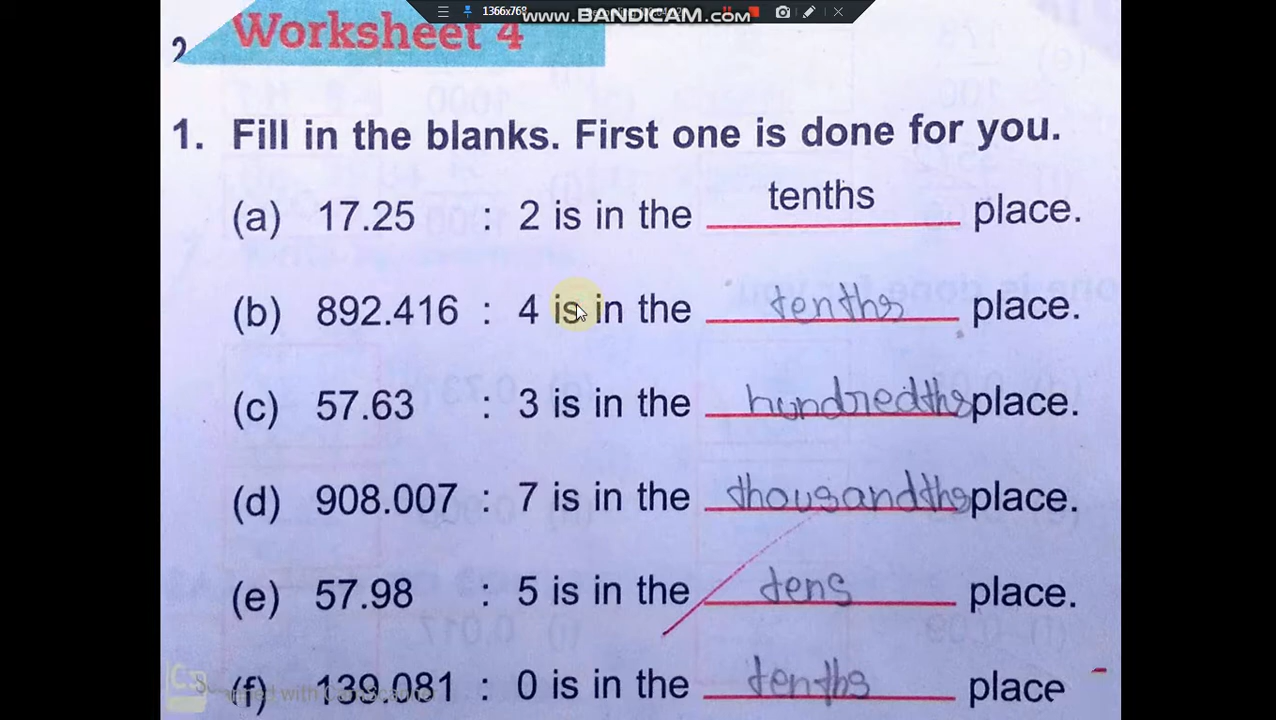 1366x768
www.BANDICAM.com
2
Worksheet 4
1. Fill in the blanks. First one is done for you.
(a) 17.25 : 2 is in the tenths place.
(b) 892.416 : 4 is in the tenths place.
(c) 57.63 : 3 is in the hundredths place.
(d) 908.007 : 7 is in the thousandths place.
(e) 57.98 : 5 is in the tens place.
(f) 139.081 : 0 is in the tenths place